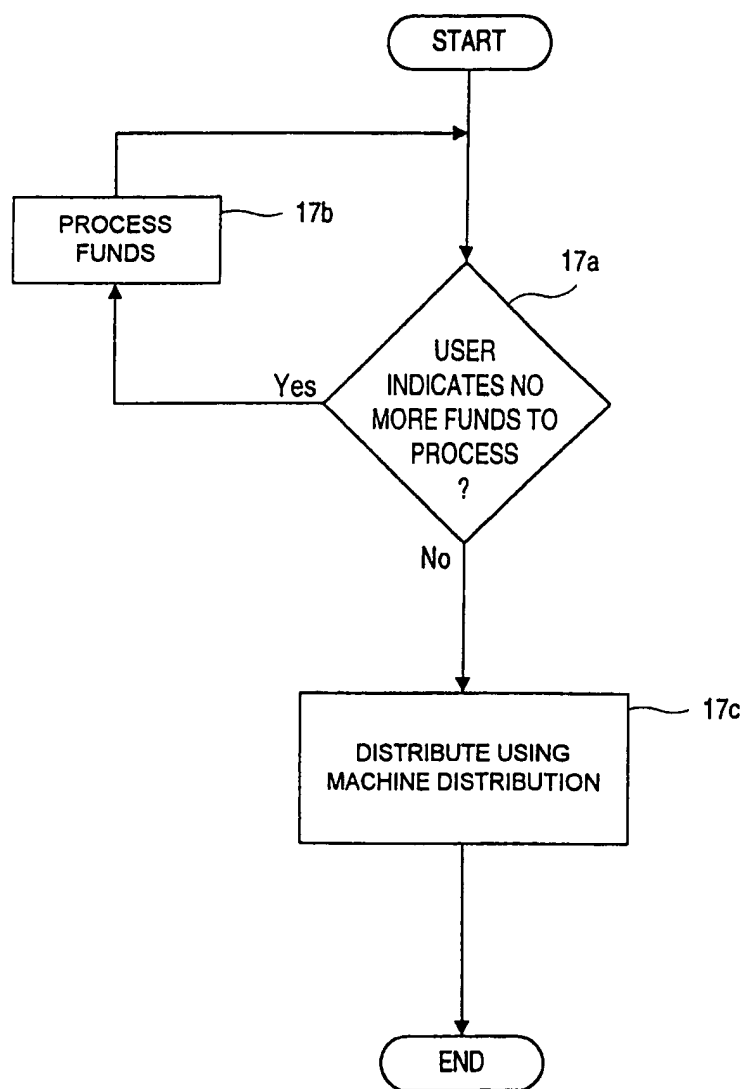 START
PROCESS
FUNDS
17b
17a
USER
INDICATES NO
MORE FUNDS TO
PROCESS
?
Yes
No
17c
DISTRIBUTE USING
MACHINE DISTRIBUTION
END